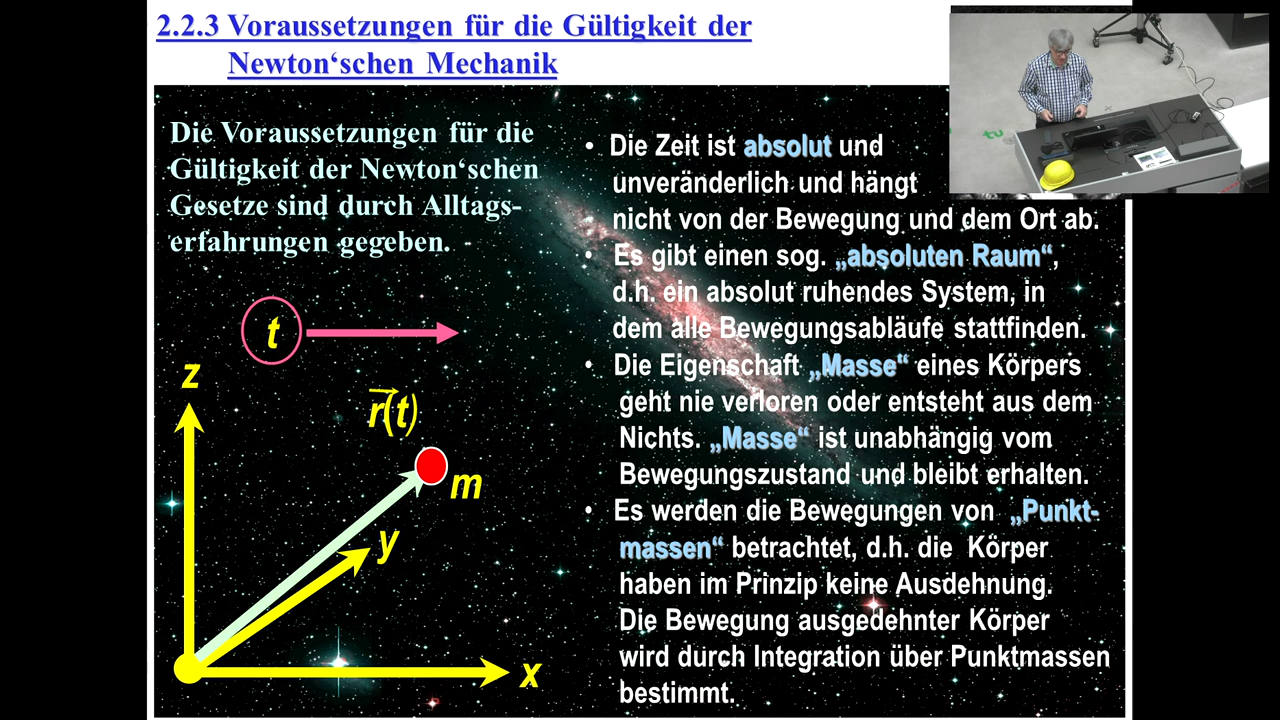 2.2.3 Voraussetzungen für die Gültigkeit der
Newton‘schen Mechanik
Die Voraussetzungen für die
Gültigkeit der Newton‘schen
Gesetze sind durch Alltags-
erfahrungen gegeben.
t
z
r(t)
m
y
x
• Die Zeit ist absolut und
unveränderlich und hängt
nicht von der Bewegung und dem Ort ab.
• Es gibt einen sog. „absoluten Raum“,
d.h. ein absolut ruhendes System, in
dem alle Bewegungsabläufe stattfinden.
• Die Eigenschaft „Masse“ eines Körpers
geht nie verloren oder entsteht aus dem
Nichts. „Masse“ ist unabhängig vom
Bewegungszustand und bleibt erhalten.
• Es werden die Bewegungen von „Punkt-
massen“ betrachtet, d.h. die Körper
haben im Prinzip keine Ausdehnung.
Die Bewegung ausgedehnter Körper
wird durch Integration über Punktmassen
bestimmt.